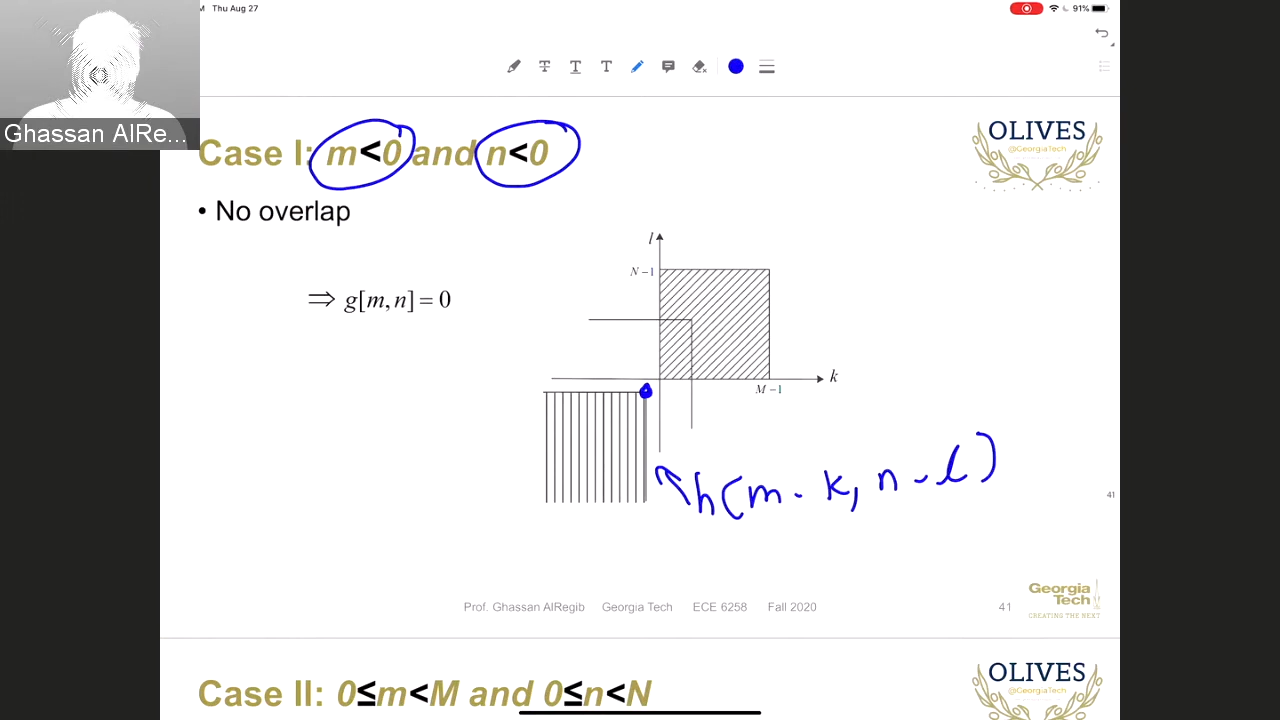 M Thu Aug 27
91%
Ghassan AlRe...
T T T
OLIVES
@GeorgiaTech
Case I: m<0 and n<0
• No overlap
l
N −1
⇒ g[m,n] = 0
k
M −1
h(m - k, n - l)
41
Prof. Ghassan AlRegib Georgia Tech ECE 6258 Fall 2020 41
Georgia Tech
CREATING THE NEXT
OLIVES
@GeorgiaTech
Case II: 0≤m<M and 0≤n<N